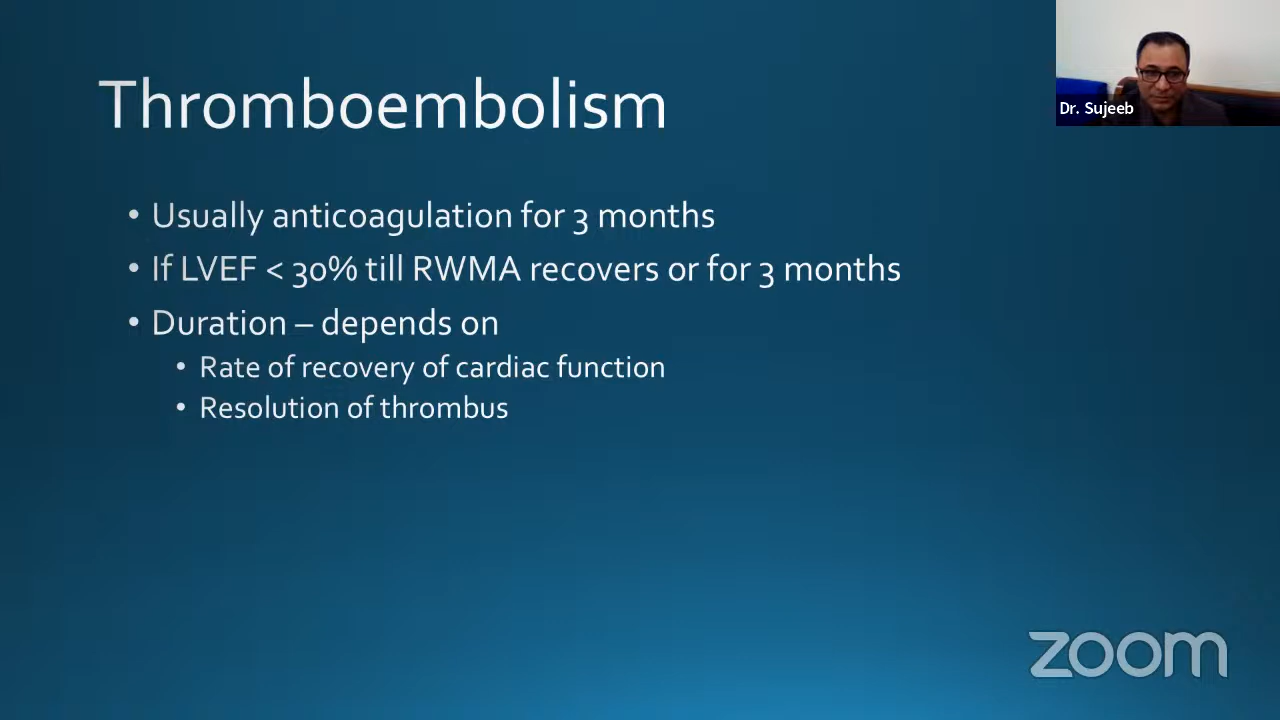 Thromboembolism
Dr. Sujeeb
• Usually anticoagulation for 3 months
• If LVEF < 30% till RWMA recovers or for 3 months
• Duration – depends on
• Rate of recovery of cardiac function
• Resolution of thrombus
zoom